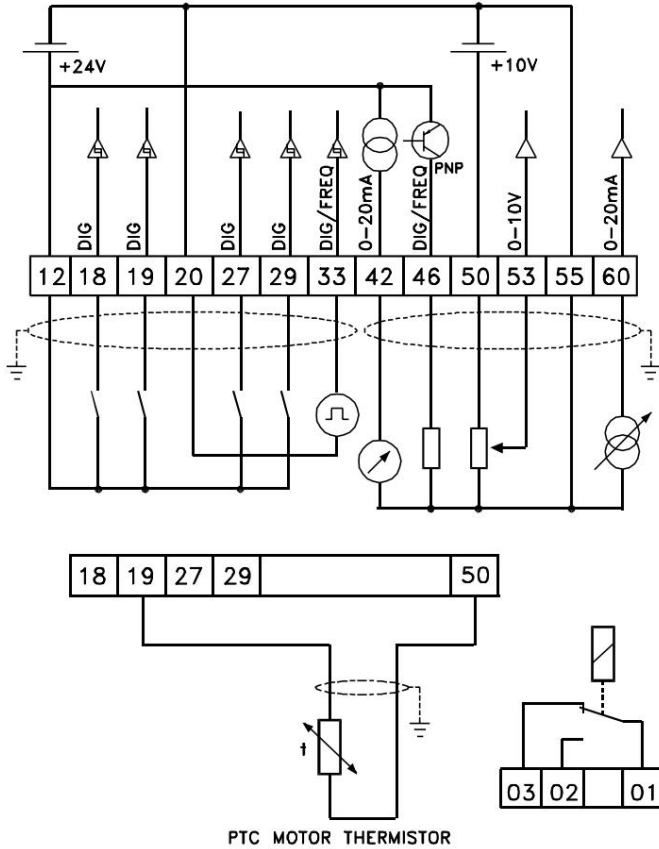 +24V
+10V
DIG
DIG
DIG
DIG
DIG/FREQ
0-20mA
DIG/FREQ
PNP
0-10V
0-20mA
12 18 19 20 27 29 33 42 46 50 53 55 60
18 19 27 29 50
t
03 02 01
PTC MOTOR THERMISTOR